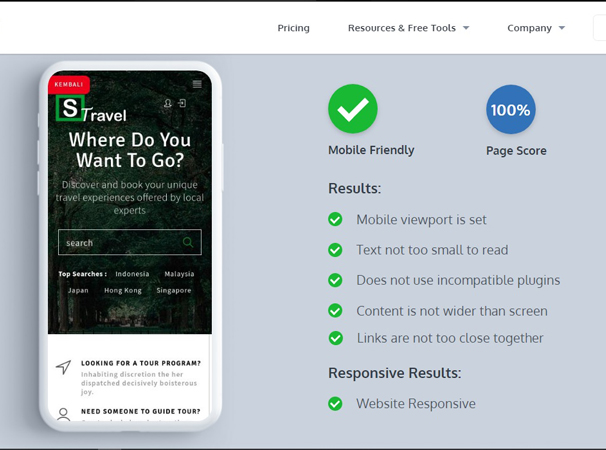 Pricing
Resources & Free Tools
Company
KEMBALI
S Travel
Where Do You
Want To Go?
Discover and book your unique
travel experiences offered by local
experts
search
Top Searches : Indonesia Malaysia
Japan Hong Kong Singapore
LOOKING FOR A TOUR PROGRAM?
Inhabiting discretion the her
dispatched decisively boisterous
joy.
NEED SOMEONE TO GUIDE TOUR?
100%
Mobile Friendly
Page Score
Results:
Mobile viewport is set
Text not too small to read
Does not use incompatible plugins
Content is not wider than screen
Links are not too close together
Responsive Results:
Website Responsive